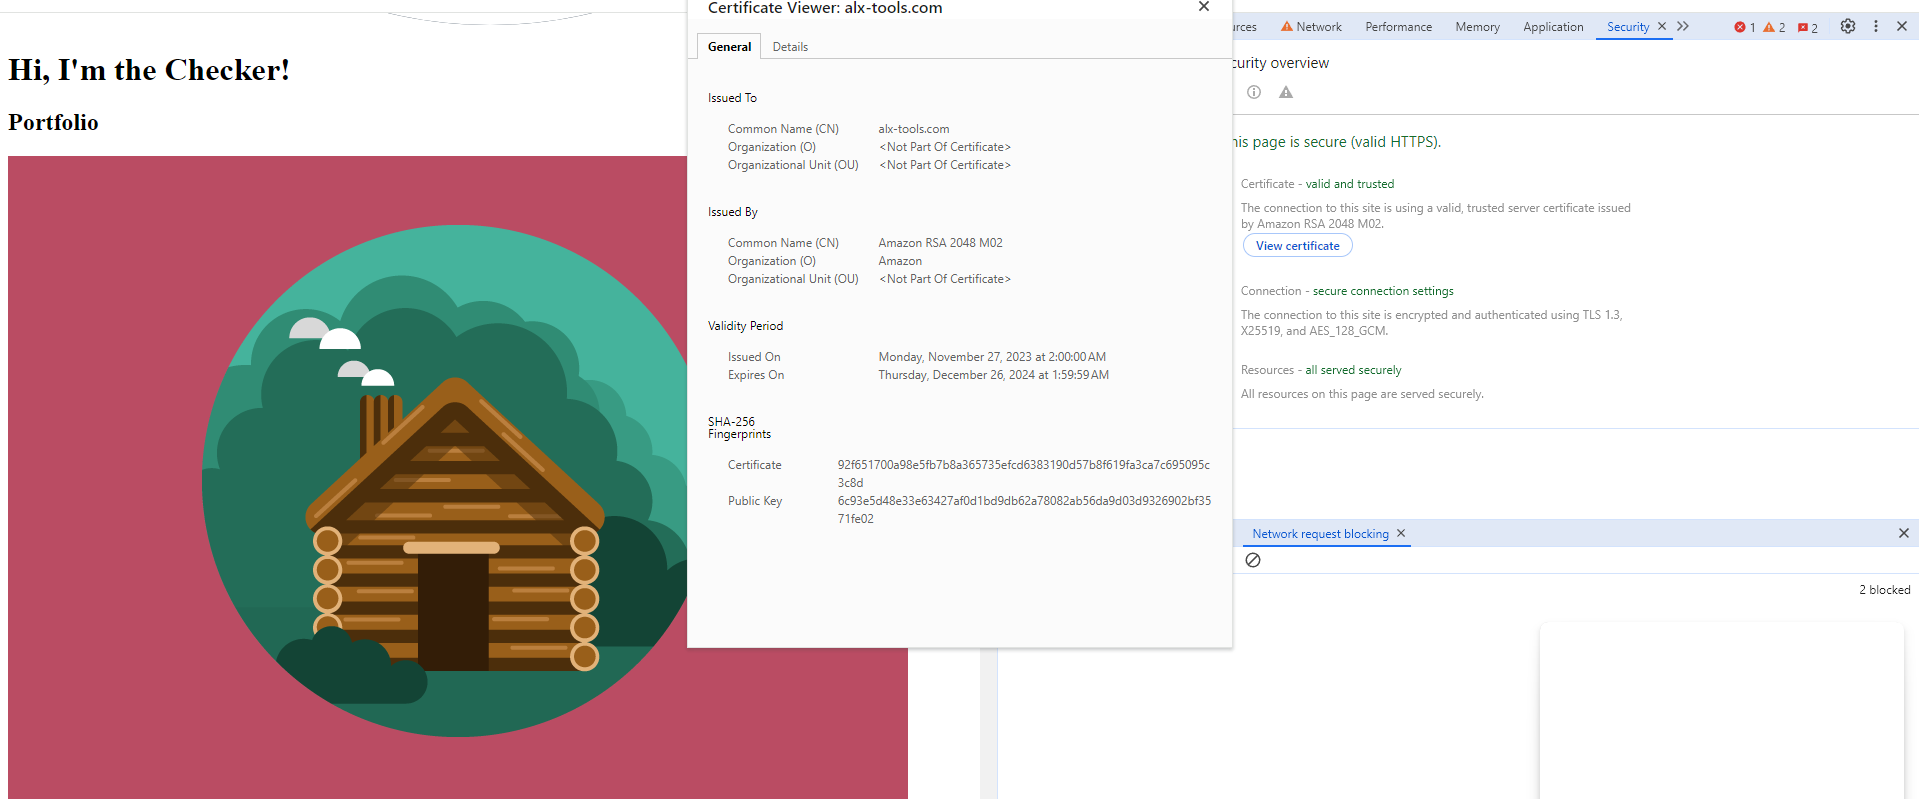 Certificate Viewer: alx-tools.com
General Details
Issued To
Common Name (CN) alx-tools.com
Organization (O) <Not Part Of Certificate>
Organizational Unit (OU) <Not Part Of Certificate>
Issued By
Common Name (CN) Amazon RSA 2048 M02
Organization (O) Amazon
Organizational Unit (OU) <Not Part Of Certificate>
Validity Period
Issued On Monday, November 27, 2023 at 2:00:00 AM
Expires On Thursday, December 26, 2024 at 1:59:59 AM
SHA-256
Fingerprints
Certificate 92f651700a98e5fb7b8a365735efcd6383190d57b8f619fa3ca7c695095c
3c8d
Public Key 6c93e5d48e33e63427af0d1bd9db62a78082ab56da9d03d9326902bf35
71fe02
Hi, I'm the Checker!
Portfolio
urces Network Performance Memory Application Security 1 2 2
curity overview
his page is secure (valid HTTPS).
Certificate - valid and trusted
The connection to this site is using a valid, trusted server certificate issued
by Amazon RSA 2048 M02.
View certificate
Connection - secure connection settings
The connection to this site is encrypted and authenticated using TLS 1.3,
X25519, and AES_128_GCM.
Resources - all served securely
All resources on this page are served securely.
Network request blocking
2 blocked